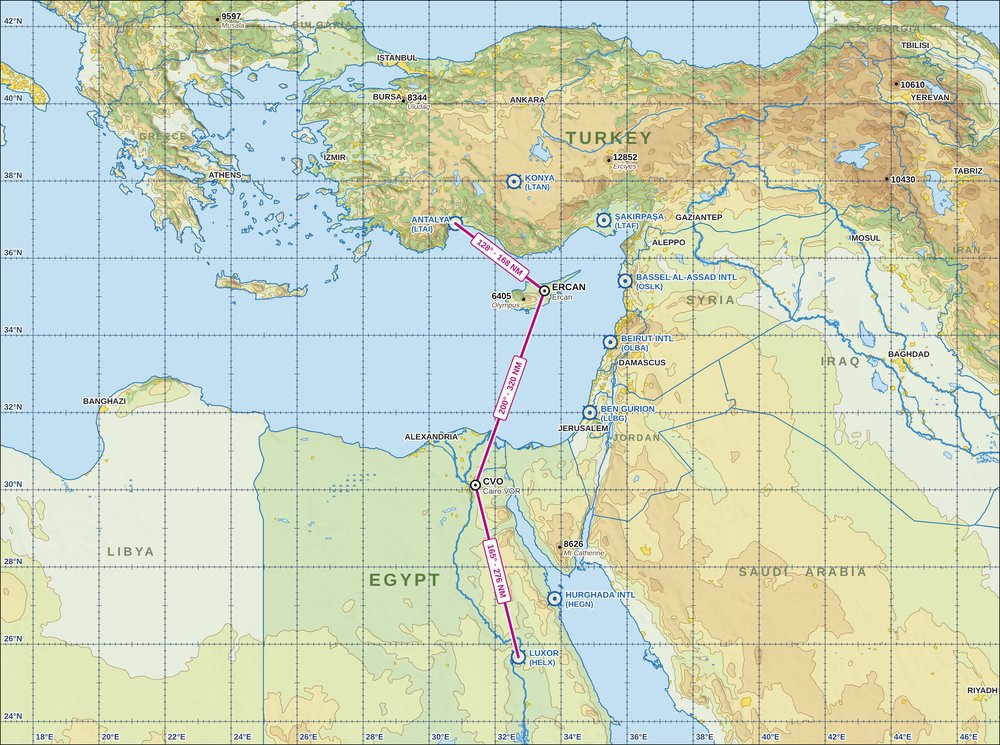 42°N
9597
Musala
BULGARIA
GEORGIA
TBILISI
ISTANBUL
40°N
BURSA
8344
Uludag
ANKARA
10610
YEREVAN
GREECE
TURKEY
IZMIR
12852
Erciyes
ATHENS
TABRIZ
38°N
KONYA
(LTAN)
10430
ANTALYA
(LTAI)
ŞAKIRPAŞA
(LTAF)
GAZIANTEP
128° · 168 NM
ALEPPO
MOSUL
IRAN
36°N
BASSEL AL-ASSAD INTL
(OSLK)
ERCAN
Ercan
6405
Olympus
SYRIA
34°N
BEIRUT INTL
(OLBA)
DAMASCUS
BAGHDAD
IRAQ
200° · 320 NM
BANGHAZI
32°N
BEN GURION
(LLBG)
JERUSALEM
ALEXANDRIA
JORDAN
30°N
CVO
Cairo VOR
LIBYA
8626
Mt Catherine
28°N
165° · 276 NM
EGYPT
SAUDI ARABIA
HURGHADA INTL
(HEGN)
26°N
LUXOR
(HELX)
RIYADH
24°N
18°E
20°E
22°E
24°E
26°E
28°E
30°E
32°E
34°E
36°E
38°E
40°E
42°E
44°E
46°E